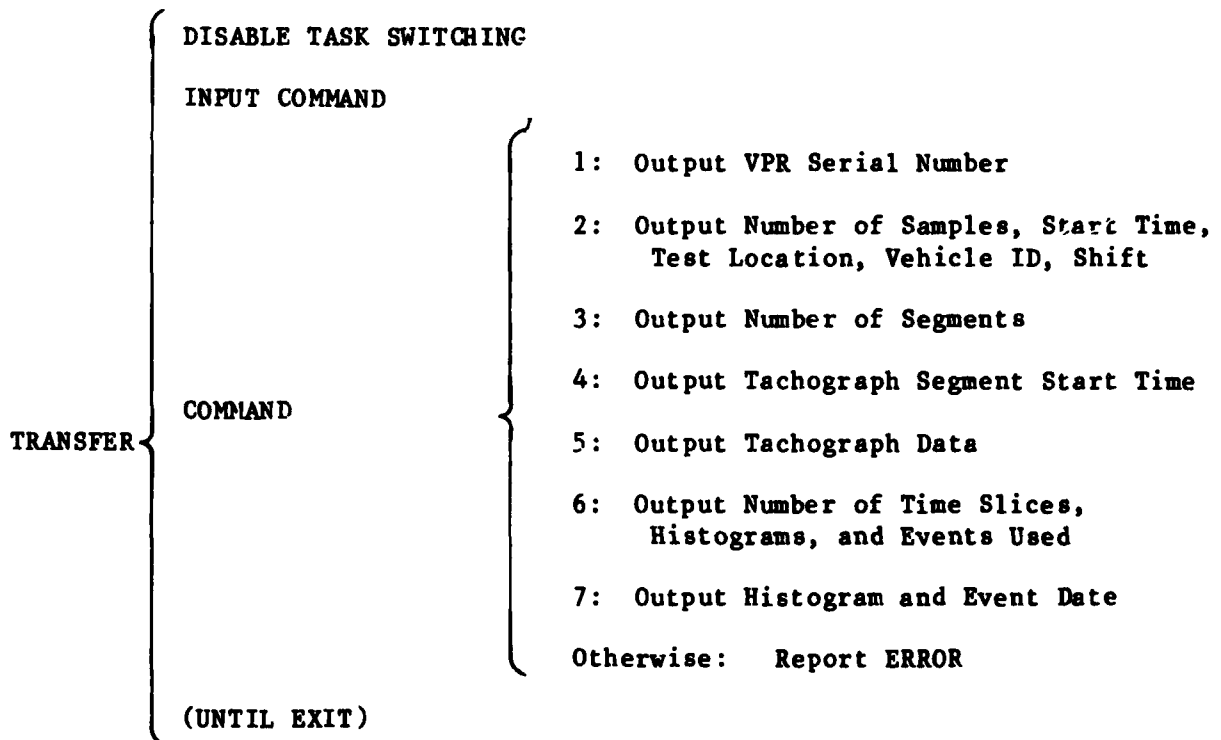 DISABLE TASK SWITCHING
INPUT COMMAND
1: Output VPR Serial Number
2: Output Number of Samples, Start Time,
Test Location, Vehicle ID, Shift
3: Output Number of Segments
4: Output Tachograph Segment Start Time
COMMAND
TRANSFER
5: Output Tachograph Data
6: Output Number of Time Slices,
Histograms, and Events Used
7: Output Histogram and Event Date
Otherwise: Report ERROR
(UNTIL EXIT)